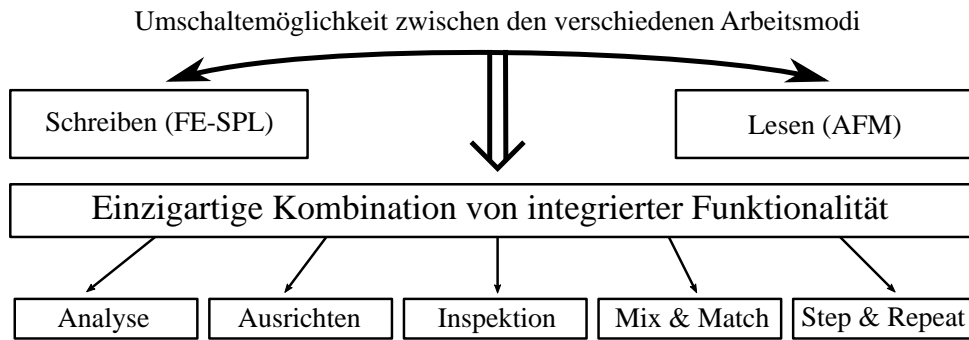 Umschaltemöglichkeit zwischen den verschiedenen Arbeitsmodi
Schreiben (FE-SPL)
Lesen (AFM)
Einzigartige Kombination von integrierter Funktionalität
Analyse
Ausrichten
Inspektion
Mix & Match
Step & Repeat